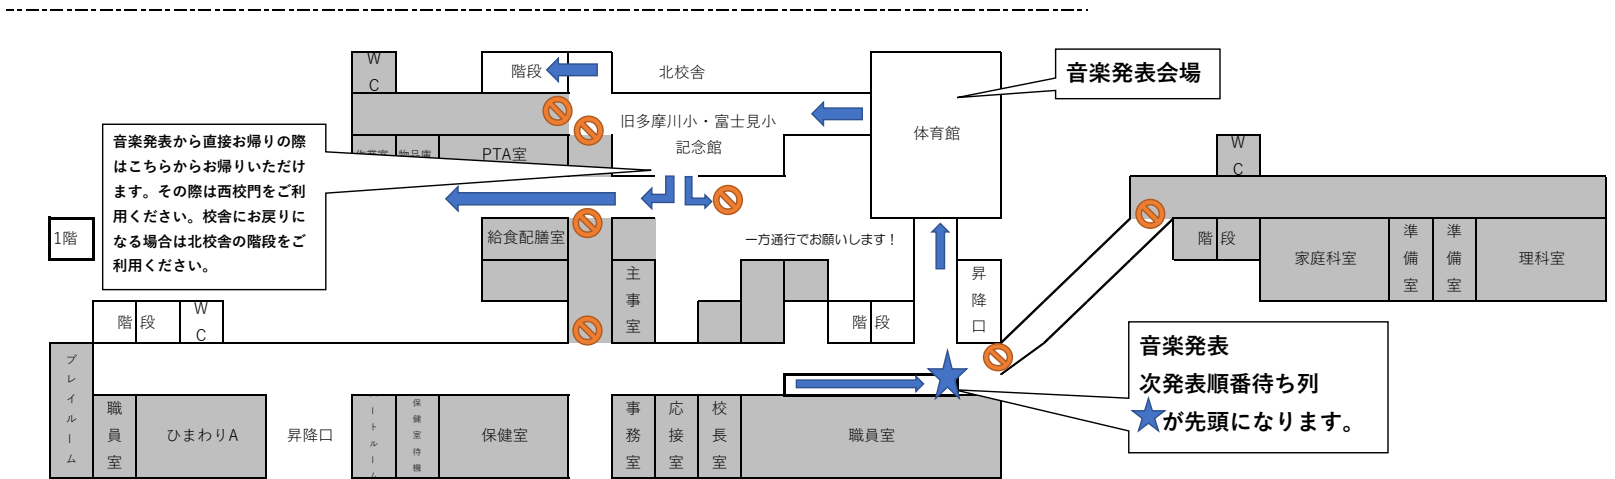 W
C
階段
北校舎
音楽発表会場
旧多摩川小・富士見小
記念館
体育館
音楽発表から直接お帰りの際
はこちらからお帰りいただけ
ます。その際は西校門をご利
用ください。校舎にお戻りに
なる場合は北校舎の階段をご
利用ください。
物品庫
PTA室
W
C
1階
給食配膳室
一方通行でお願いします！
階段
家庭科室
準備室
準備室
理科室
主事室
昇降口
階段
W
C
階段
音楽発表
次発表順番待ち列
が先頭になります。
プレイルーム
職員室
ひまわりA
昇降口
保健室待機
保健室
事務室
応接室
校長室
職員室